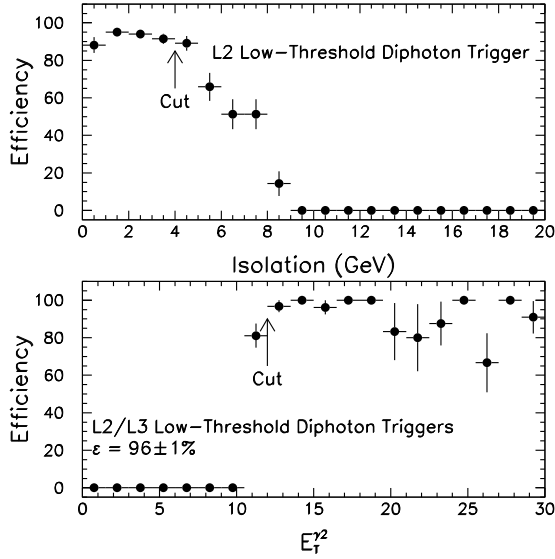 100
80
60
40
20
0
Efficiency
L2 Low-Threshold Diphoton Trigger
Cut
0 2 4 6 8 10 12 14 16 18 20
Isolation (GeV)
100
80
60
40
20
0
Efficiency
Cut
L2/L3 Low-Threshold Diphoton Triggers
ε = 96±1%
0 5 10 15 20 25 30
E_T^γ2